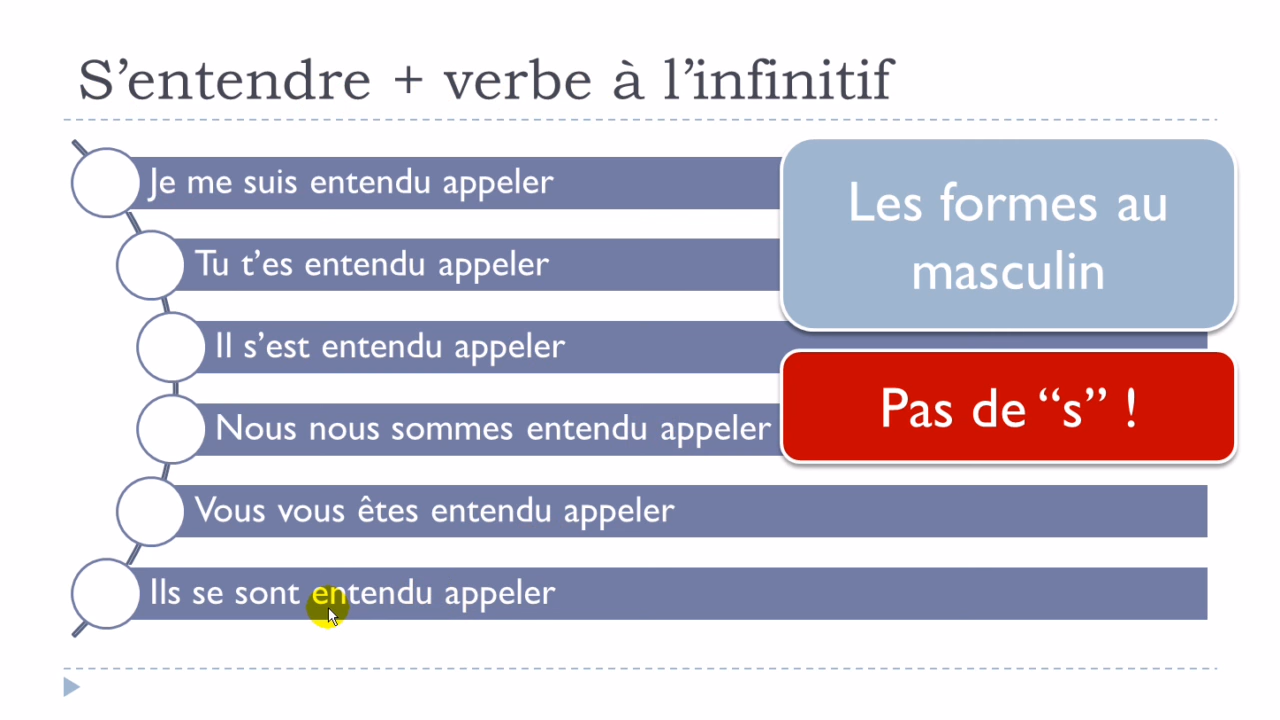 S’entendre + verbe à l’infinitif
Je me suis entendu appeler
Tu t’es entendu appeler
Il s’est entendu appeler
Nous nous sommes entendu appeler
Vous vous êtes entendu appeler
Ils se sont entendu appeler
Les formes au
masculin
Pas de “s” !